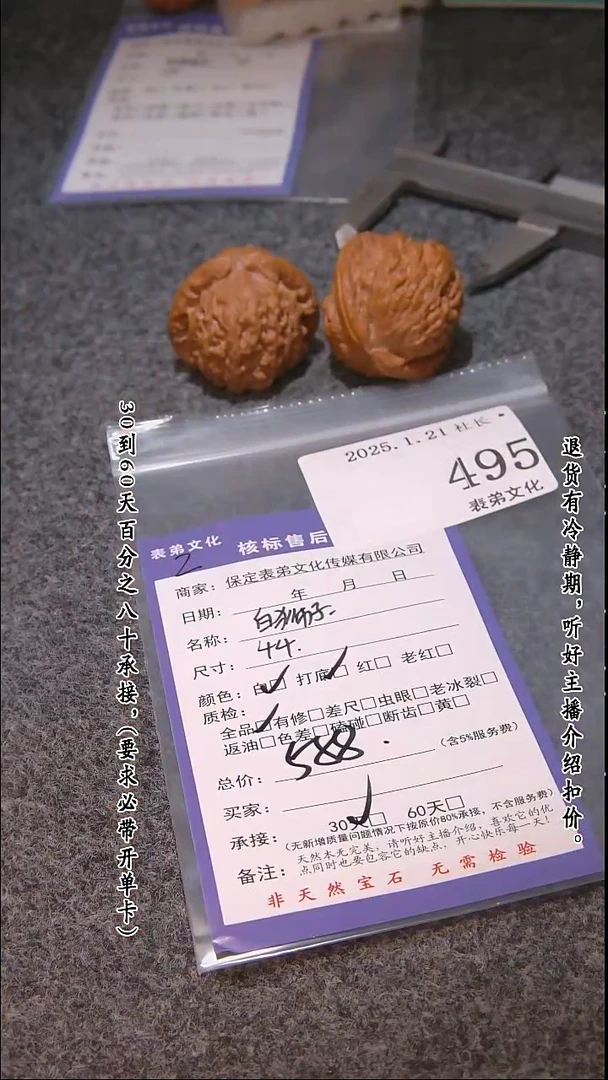 30到60天百分之八十承接，（要求必带开单卡）
退货有冷静期，听好主播介绍扣价。
2025.1.21 社长
495
表弟文化
表弟文化 核标售后
2
商家：保定表弟文化传媒有限公司
日期： 年 月 日
名称：白狮子.
尺寸：44.
颜色：白□ 打底□ 红□ 老红□
质检：全品□有修□差尺□虫眼□老冰裂□
返油□色差□磕碰□断齿□黄□
总价：588.（含5%服务费）
买家：
承接：30天□ 60天□
（无新增质量问题情况下按原价80%承接，不含服务费）
备注：天然本无完美，请听好主播介绍，喜欢它的优
点同时也要包容它的缺点，开心快乐每一天！
非天然宝石 无需检验